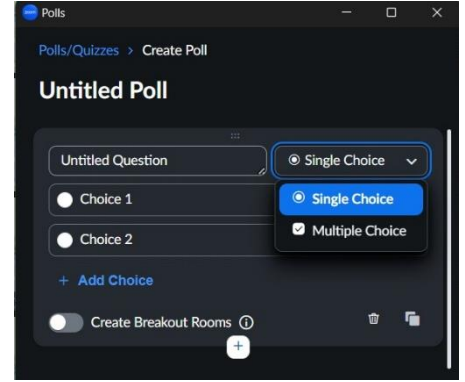 Polls
Polls/Quizzes > Create Poll
Untitled Poll
Untitled Question
Single Choice
Choice 1
Single Choice
Choice 2
Multiple Choice
+ Add Choice
Create Breakout Rooms